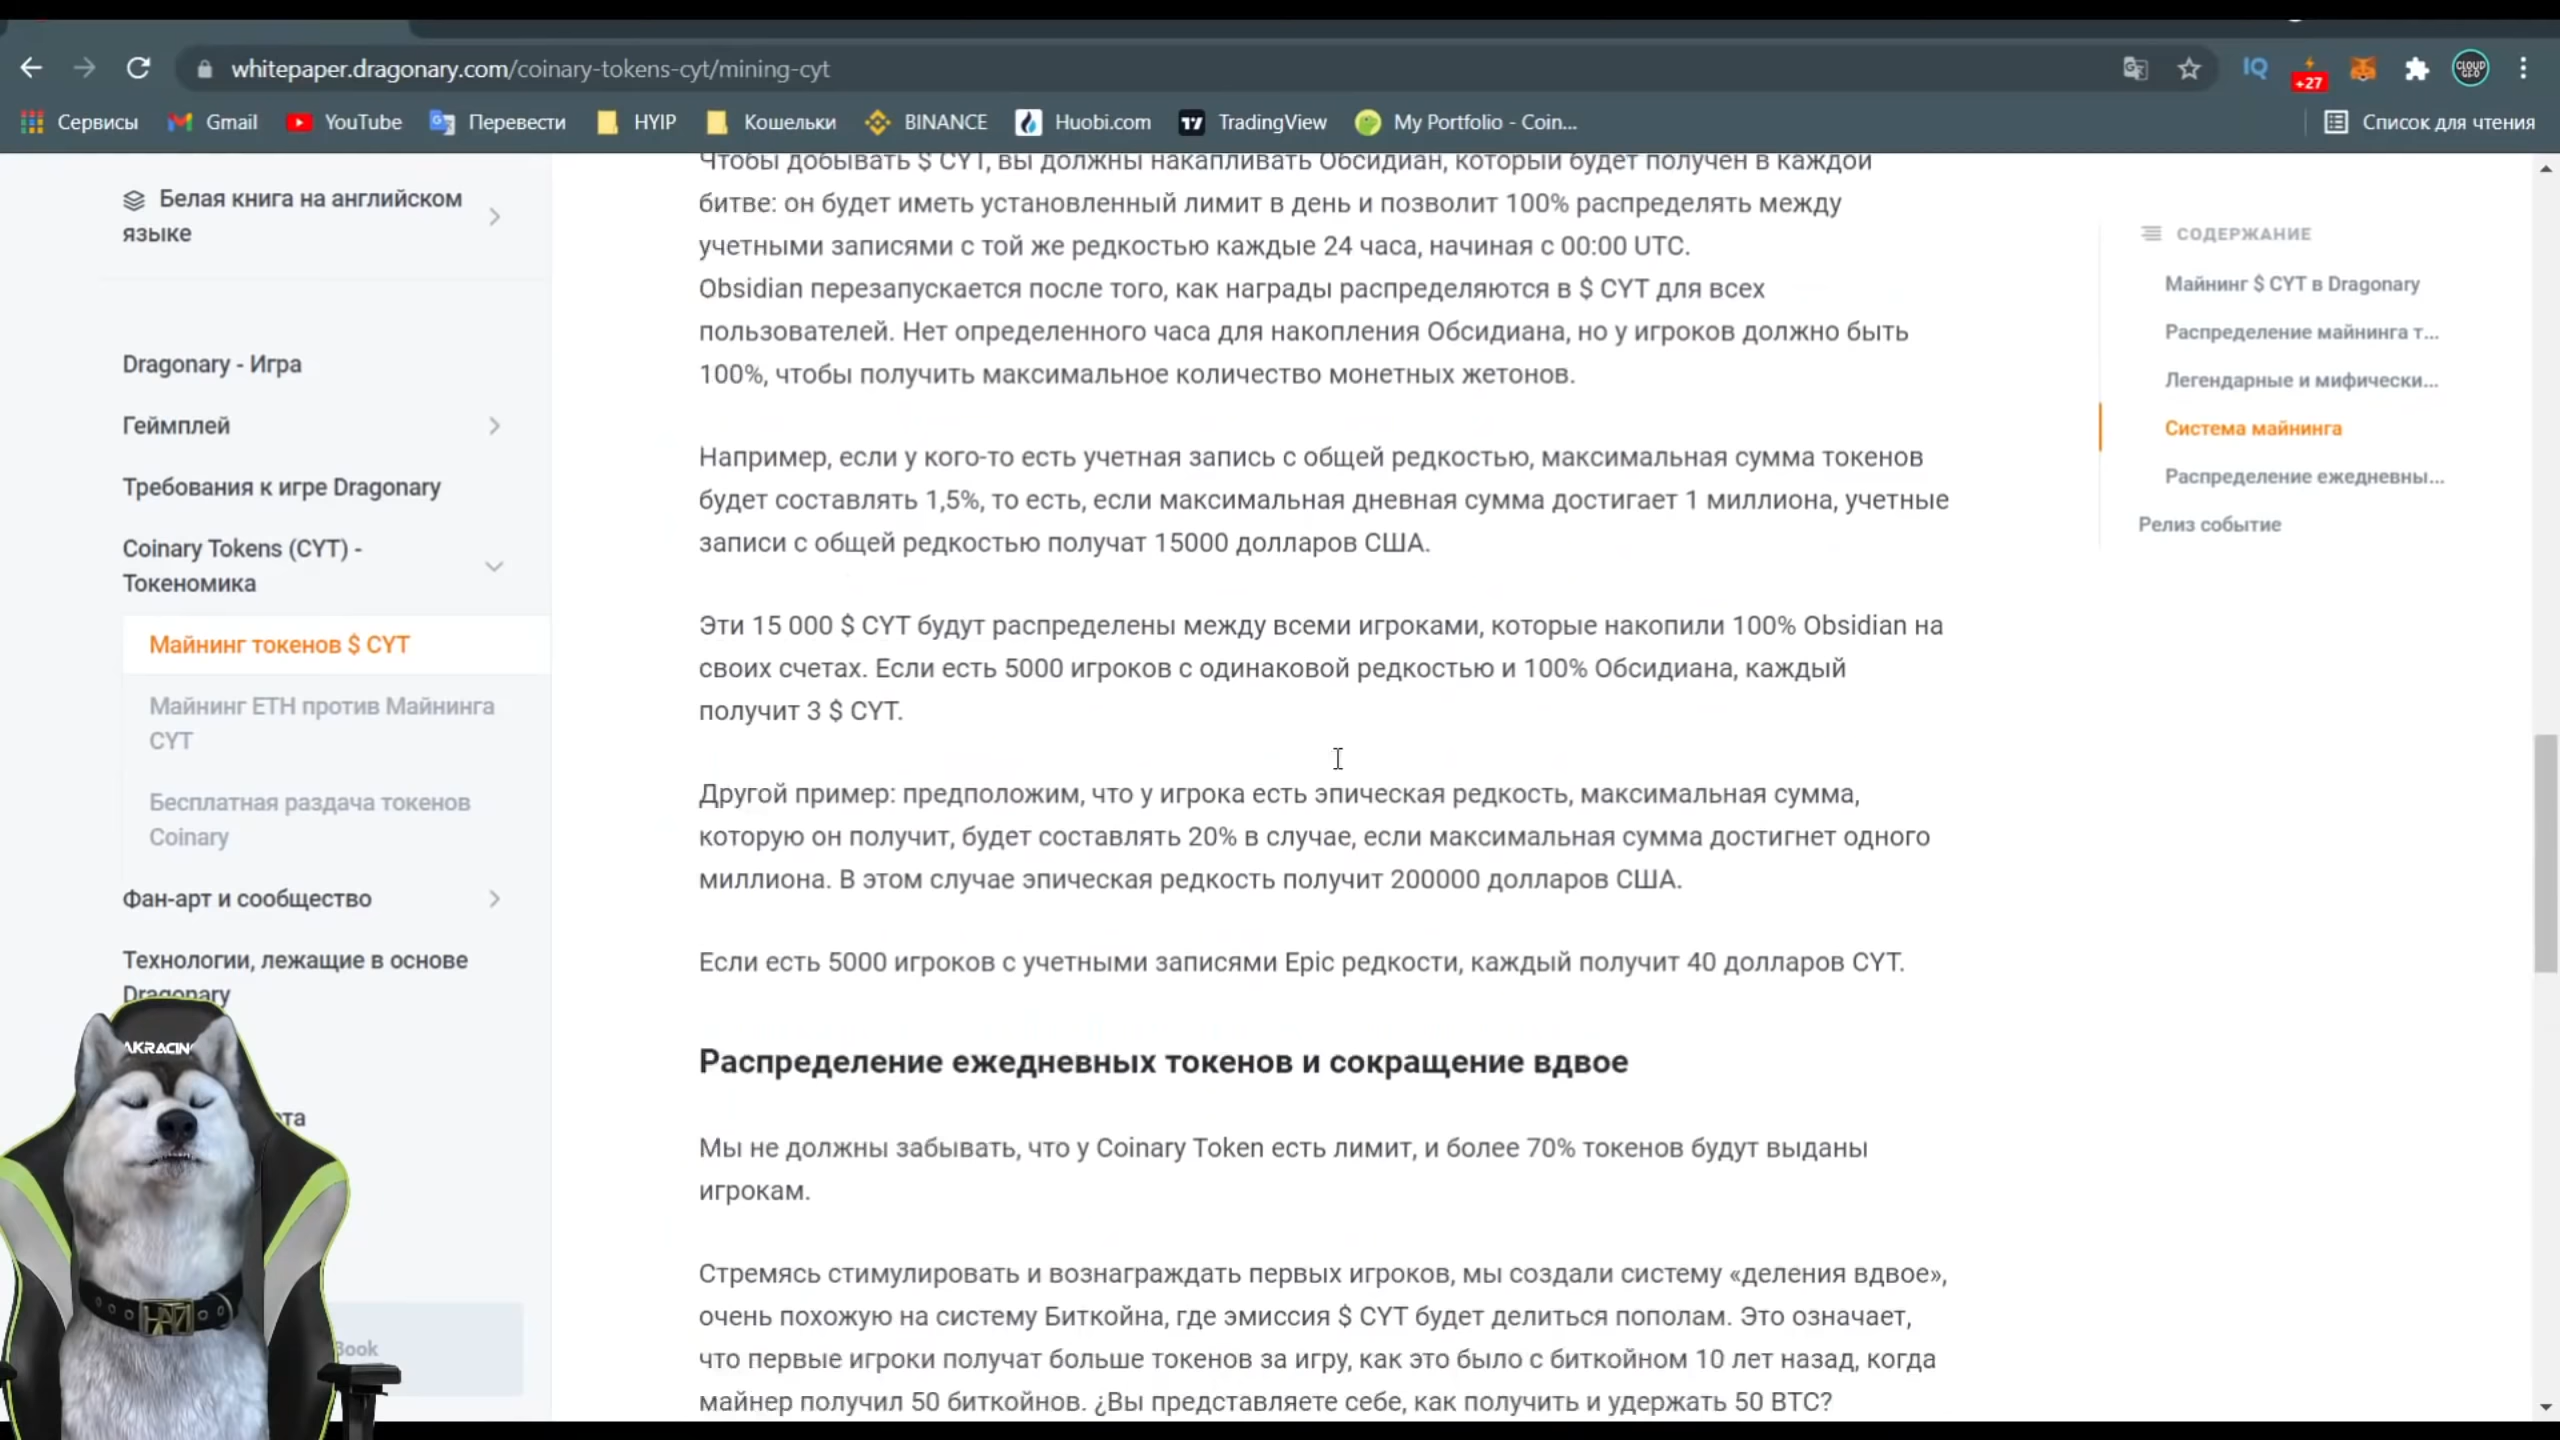 whitepaper.dragonary.com/coinary-tokens-cyt/mining-cyt
IQ
+27
CLOUD
Сервисы
Gmail
YouTube
Перевести
HYIP
Кошельки
BINANCE
Huobi.com
TradingView
My Portfolio - Coin...
Список для чтения
Белая книга на английском
языке
Dragonary - Игра
Геймплей
Требования к игре Dragonary
Coinary Tokens (CYT) -
Токеномика
Майнинг токенов $ CYT
Майнинг ETH против Майнинга
CYT
Бесплатная раздача токенов
Coinary
Фан-арт и сообщество
Технологии, лежащие в основе
Dragonary
та
Book
AKRACING
Чтобы добывать $ CYT, вы должны накапливать Обсидиан, который будет получен в каждой
битве: он будет иметь установленный лимит в день и позволит 100% распределять между
учетными записями с той же редкостью каждые 24 часа, начиная с 00:00 UTC.
Obsidian перезапускается после того, как награды распределяются в $ CYT для всех
пользователей. Нет определенного часа для накопления Обсидиана, но у игроков должно быть
100%, чтобы получить максимальное количество монетных жетонов.
Например, если у кого-то есть учетная запись с общей редкостью, максимальная сумма токенов
будет составлять 1,5%, то есть, если максимальная дневная сумма достигает 1 миллиона, учетные
записи с общей редкостью получат 15000 долларов США.
Эти 15 000 $ CYT будут распределены между всеми игроками, которые накопили 100% Obsidian на
своих счетах. Если есть 5000 игроков с одинаковой редкостью и 100% Обсидиана, каждый
получит 3 $ CYT.
Другой пример: предположим, что у игрока есть эпическая редкость, максимальная сумма,
которую он получит, будет составлять 20% в случае, если максимальная сумма достигнет одного
миллиона. В этом случае эпическая редкость получит 200000 долларов США.
Если есть 5000 игроков с учетными записями Epic редкости, каждый получит 40 долларов CYT.
Распределение ежедневных токенов и сокращение вдвое
Мы не должны забывать, что у Coinary Token есть лимит, и более 70% токенов будут выданы
игрокам.
Стремясь стимулировать и вознаграждать первых игроков, мы создали систему «деления вдвое»,
очень похожую на систему Биткойна, где эмиссия $ CYT будет делиться пополам. Это означает,
что первые игроки получат больше токенов за игру, как это было с биткойном 10 лет назад, когда
майнер получил 50 биткойнов. ¿Вы представляете себе, как получить и удержать 50 BTC?
СОДЕРЖАНИЕ
Майнинг $ CYT в Dragonary
Распределение майнинга т...
Легендарные и мифически...
Система майнинга
Распределение ежедневны...
Релиз событие